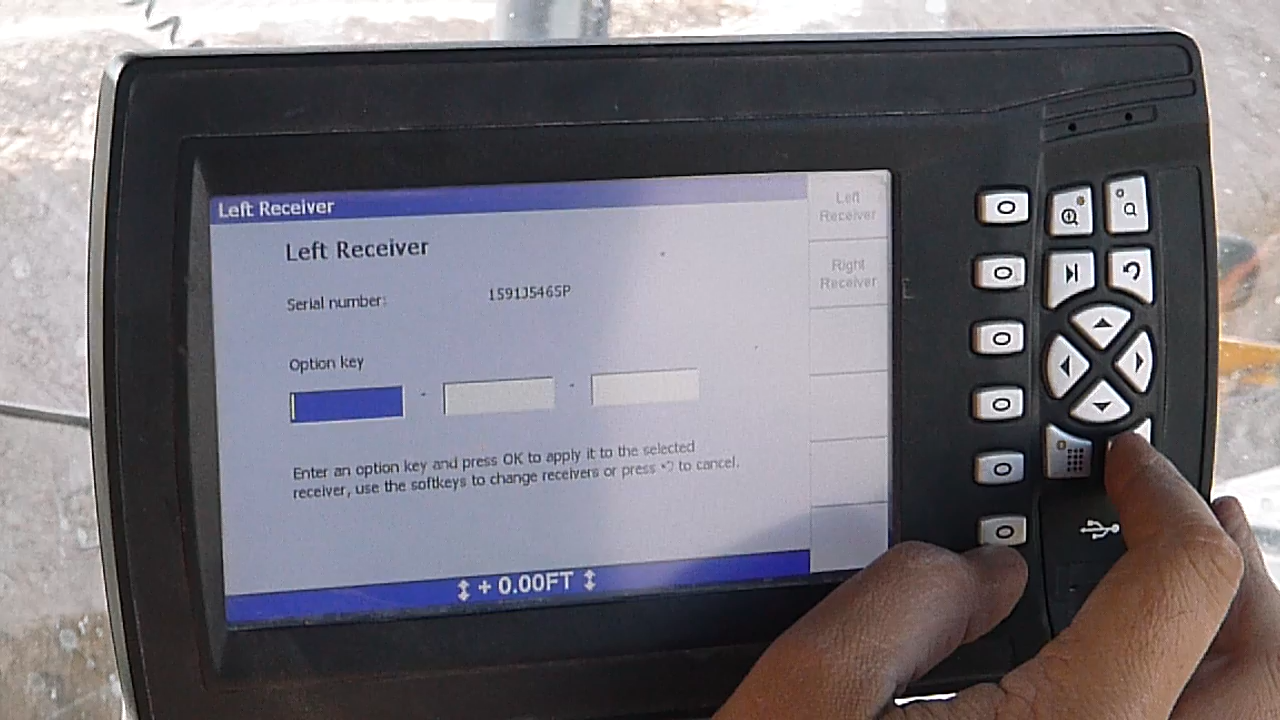 Left Receiver
Left Receiver
Serial number: 1591J546SP
Option key
- -
Enter an option key and press OK to apply it to the selected
receiver, use the softkeys to change receivers or press to cancel.
+ 0.00FT
Left
Receiver
Right
Receiver